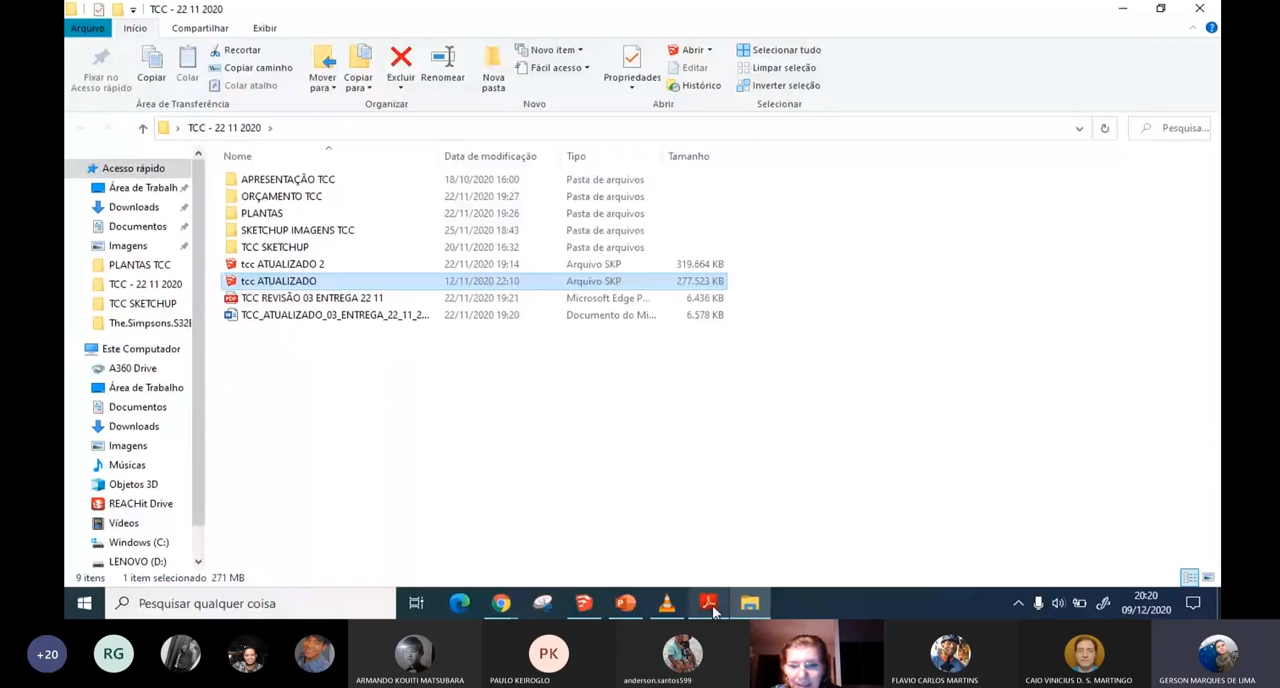 TCC - 22 11 2020
Arquivo Início Compartilhar Exibir
Fixar no Acesso rápido
Copiar
Colar
Recortar
Copiar caminho
Colar atalho
Área de Transferência
Mover para
Copiar para
Excluir
Renomear
Organizar
Nova pasta
Novo item
Fácil acesso
Novo
Propriedades
Abrir
Editar
Histórico
Abrir
Selecionar tudo
Limpar seleção
Inverter seleção
Selecionar
TCC - 22 11 2020
Pesquisa...
Acesso rápido
Área de Trabalh
Downloads
Documentos
Imagens
PLANTAS TCC
TCC - 22 11 2020
TCC SKETCHUP
The.Simpsons.S32E
Este Computador
A360 Drive
Área de Trabalho
Documentos
Downloads
Imagens
Músicas
Objetos 3D
REACHit Drive
Vídeos
Windows (C:)
LENOVO (D:)
Nome Data de modificação Tipo Tamanho
APRESENTAÇÃO TCC 18/10/2020 16:00 Pasta de arquivos
ORÇAMENTO TCC 22/11/2020 19:27 Pasta de arquivos
PLANTAS 22/11/2020 19:26 Pasta de arquivos
SKETCHUP IMAGENS TCC 25/11/2020 18:43 Pasta de arquivos
TCC SKETCHUP 20/11/2020 16:32 Pasta de arquivos
tcc ATUALIZADO 2 22/11/2020 19:14 Arquivo SKP 319.664 KB
tcc ATUALIZADO 12/11/2020 22:10 Arquivo SKP 277.523 KB
TCC REVISÃO 03 ENTREGA 22 11 22/11/2020 19:21 Microsoft Edge P... 6.436 KB
TCC_ATUALIZADO_03_ENTREGA_22_11_2... 22/11/2020 19:20 Documento do Mi... 6.578 KB
9 itens 1 item selecionado 271 MB
Pesquisar qualquer coisa
20:20
09/12/2020
+20
RG
ARMANDO KOUITI MATSUBARA
PK
PAULO KEIROGLO
anderson.santos599
FLAVIO CARLOS MARTINS
CAIO VINICIUS D. S. MARTINGO
GERSON MARQUES DE LIMA